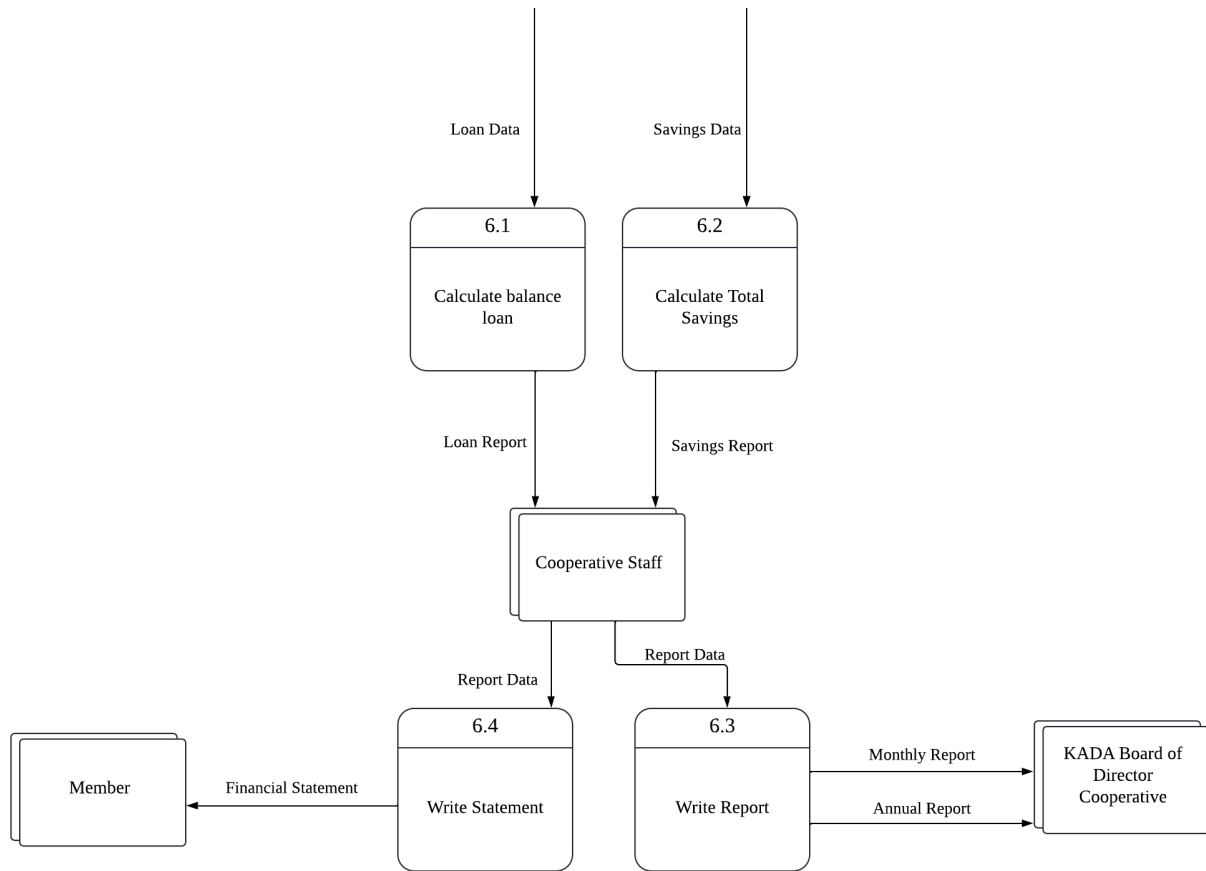 Loan Data
Savings Data
6.1
6.2
Calculate balance
loan
Calculate Total
Savings
Loan Report
Savings Report
Cooperative Staff
Report Data
Report Data
6.4
6.3
Member
Financial Statement
Write Statement
Write Report
Monthly Report
Annual Report
KADA Board of
Director
Cooperative